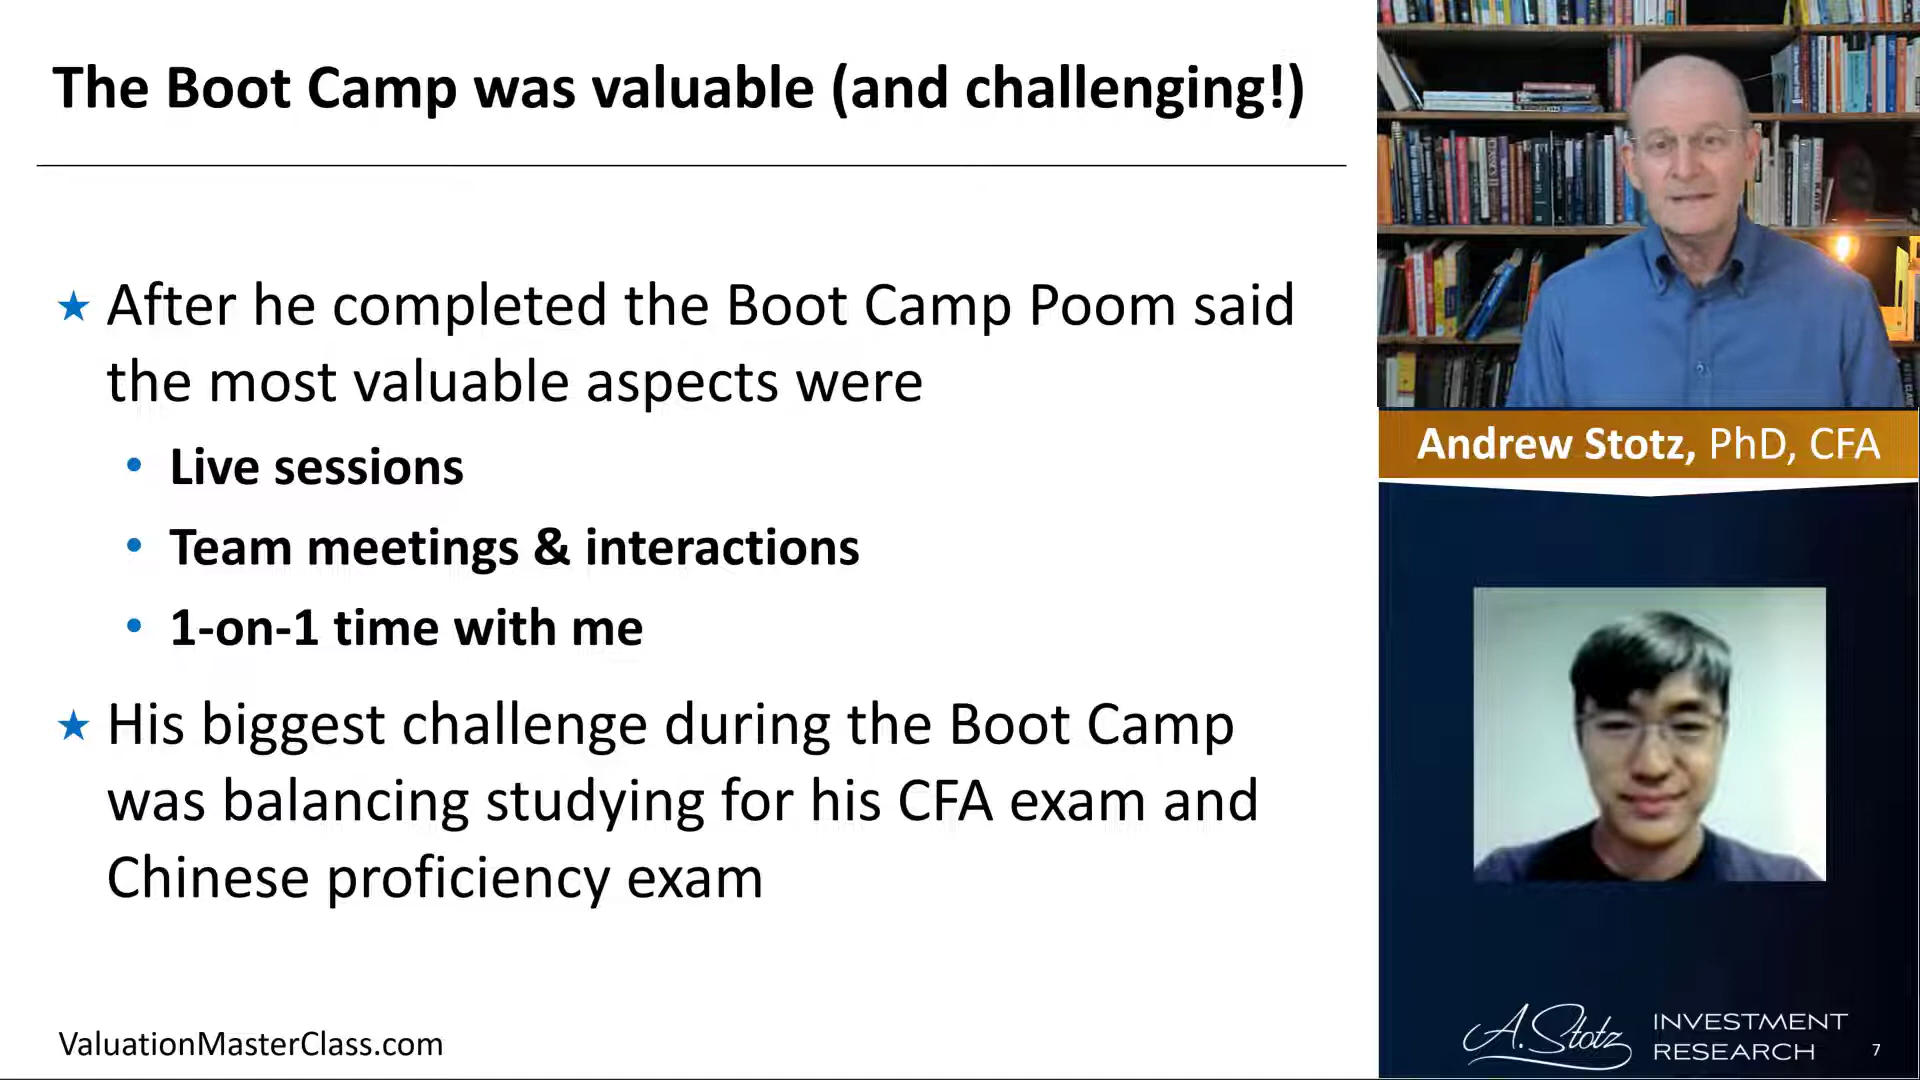 The Boot Camp was valuable (and challenging!)
★ After he completed the Boot Camp Poom said
the most valuable aspects were
• Live sessions
• Team meetings & interactions
• 1-on-1 time with me
★ His biggest challenge during the Boot Camp
was balancing studying for his CFA exam and
Chinese proficiency exam
ValuationMasterClass.com
Andrew Stotz, PhD, CFA
A. Stotz INVESTMENT
RESEARCH
7